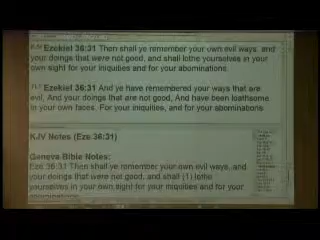 Ezekiel 36:31 Then shall ye remember your own evil ways, and
your doings that were not good, and shall lothe yourselves in your
own sight for your iniquities and for your abominations.
Ezekiel 36:31 And ye have remembered your ways that are
evil, And your doings that are not good, And have been loathsome
in your own faces, For your iniquities, and for your abominations
KJV Notes (Eze 36:31)
Geneva Bible Notes:
Eze 36:31 Then shall ye remember your own evil ways, and
your doings that were not good, and shall (1) lothe
yourselves in your own sight for your iniquities and for your